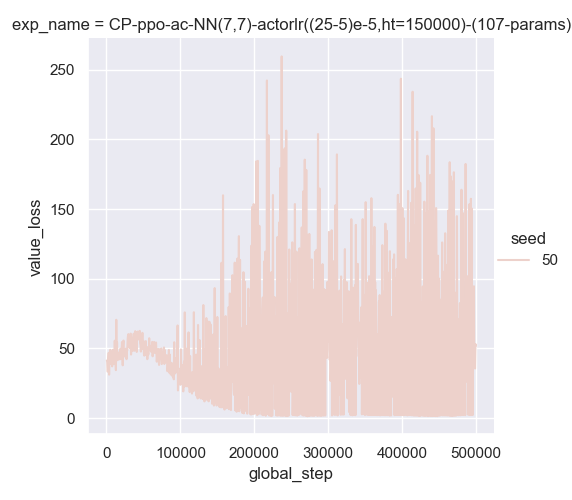 exp_name = CP-ppo-ac-NN(7,7)-actorlr((25-5)e-5,ht=150000)-(107-params)
250
200
150
100
50
0
value_loss
0 100000 200000 300000 400000 500000
global_step
seed
50